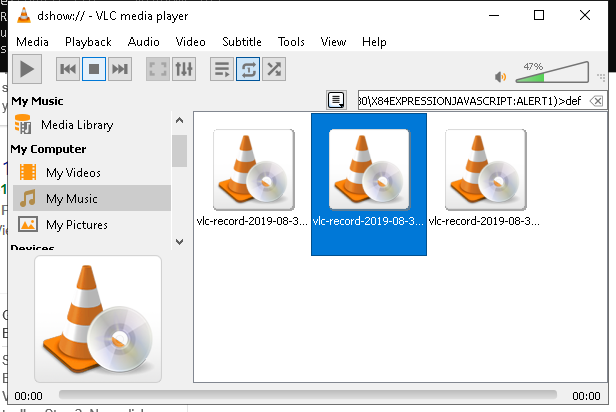 dshow:// - VLC media player
Media Playback Audio Video Subtitle Tools View Help
47%
My Music
30\X84EXPRESSIONJAVASCRIPT:ALERT1)>def
Media Library
My Computer
My Videos
My Music
My Pictures
Devices
vlc-record-2019-08-3... vlc-record-2019-08-3... vlc-record-2019-08-3...
00:00 00:00